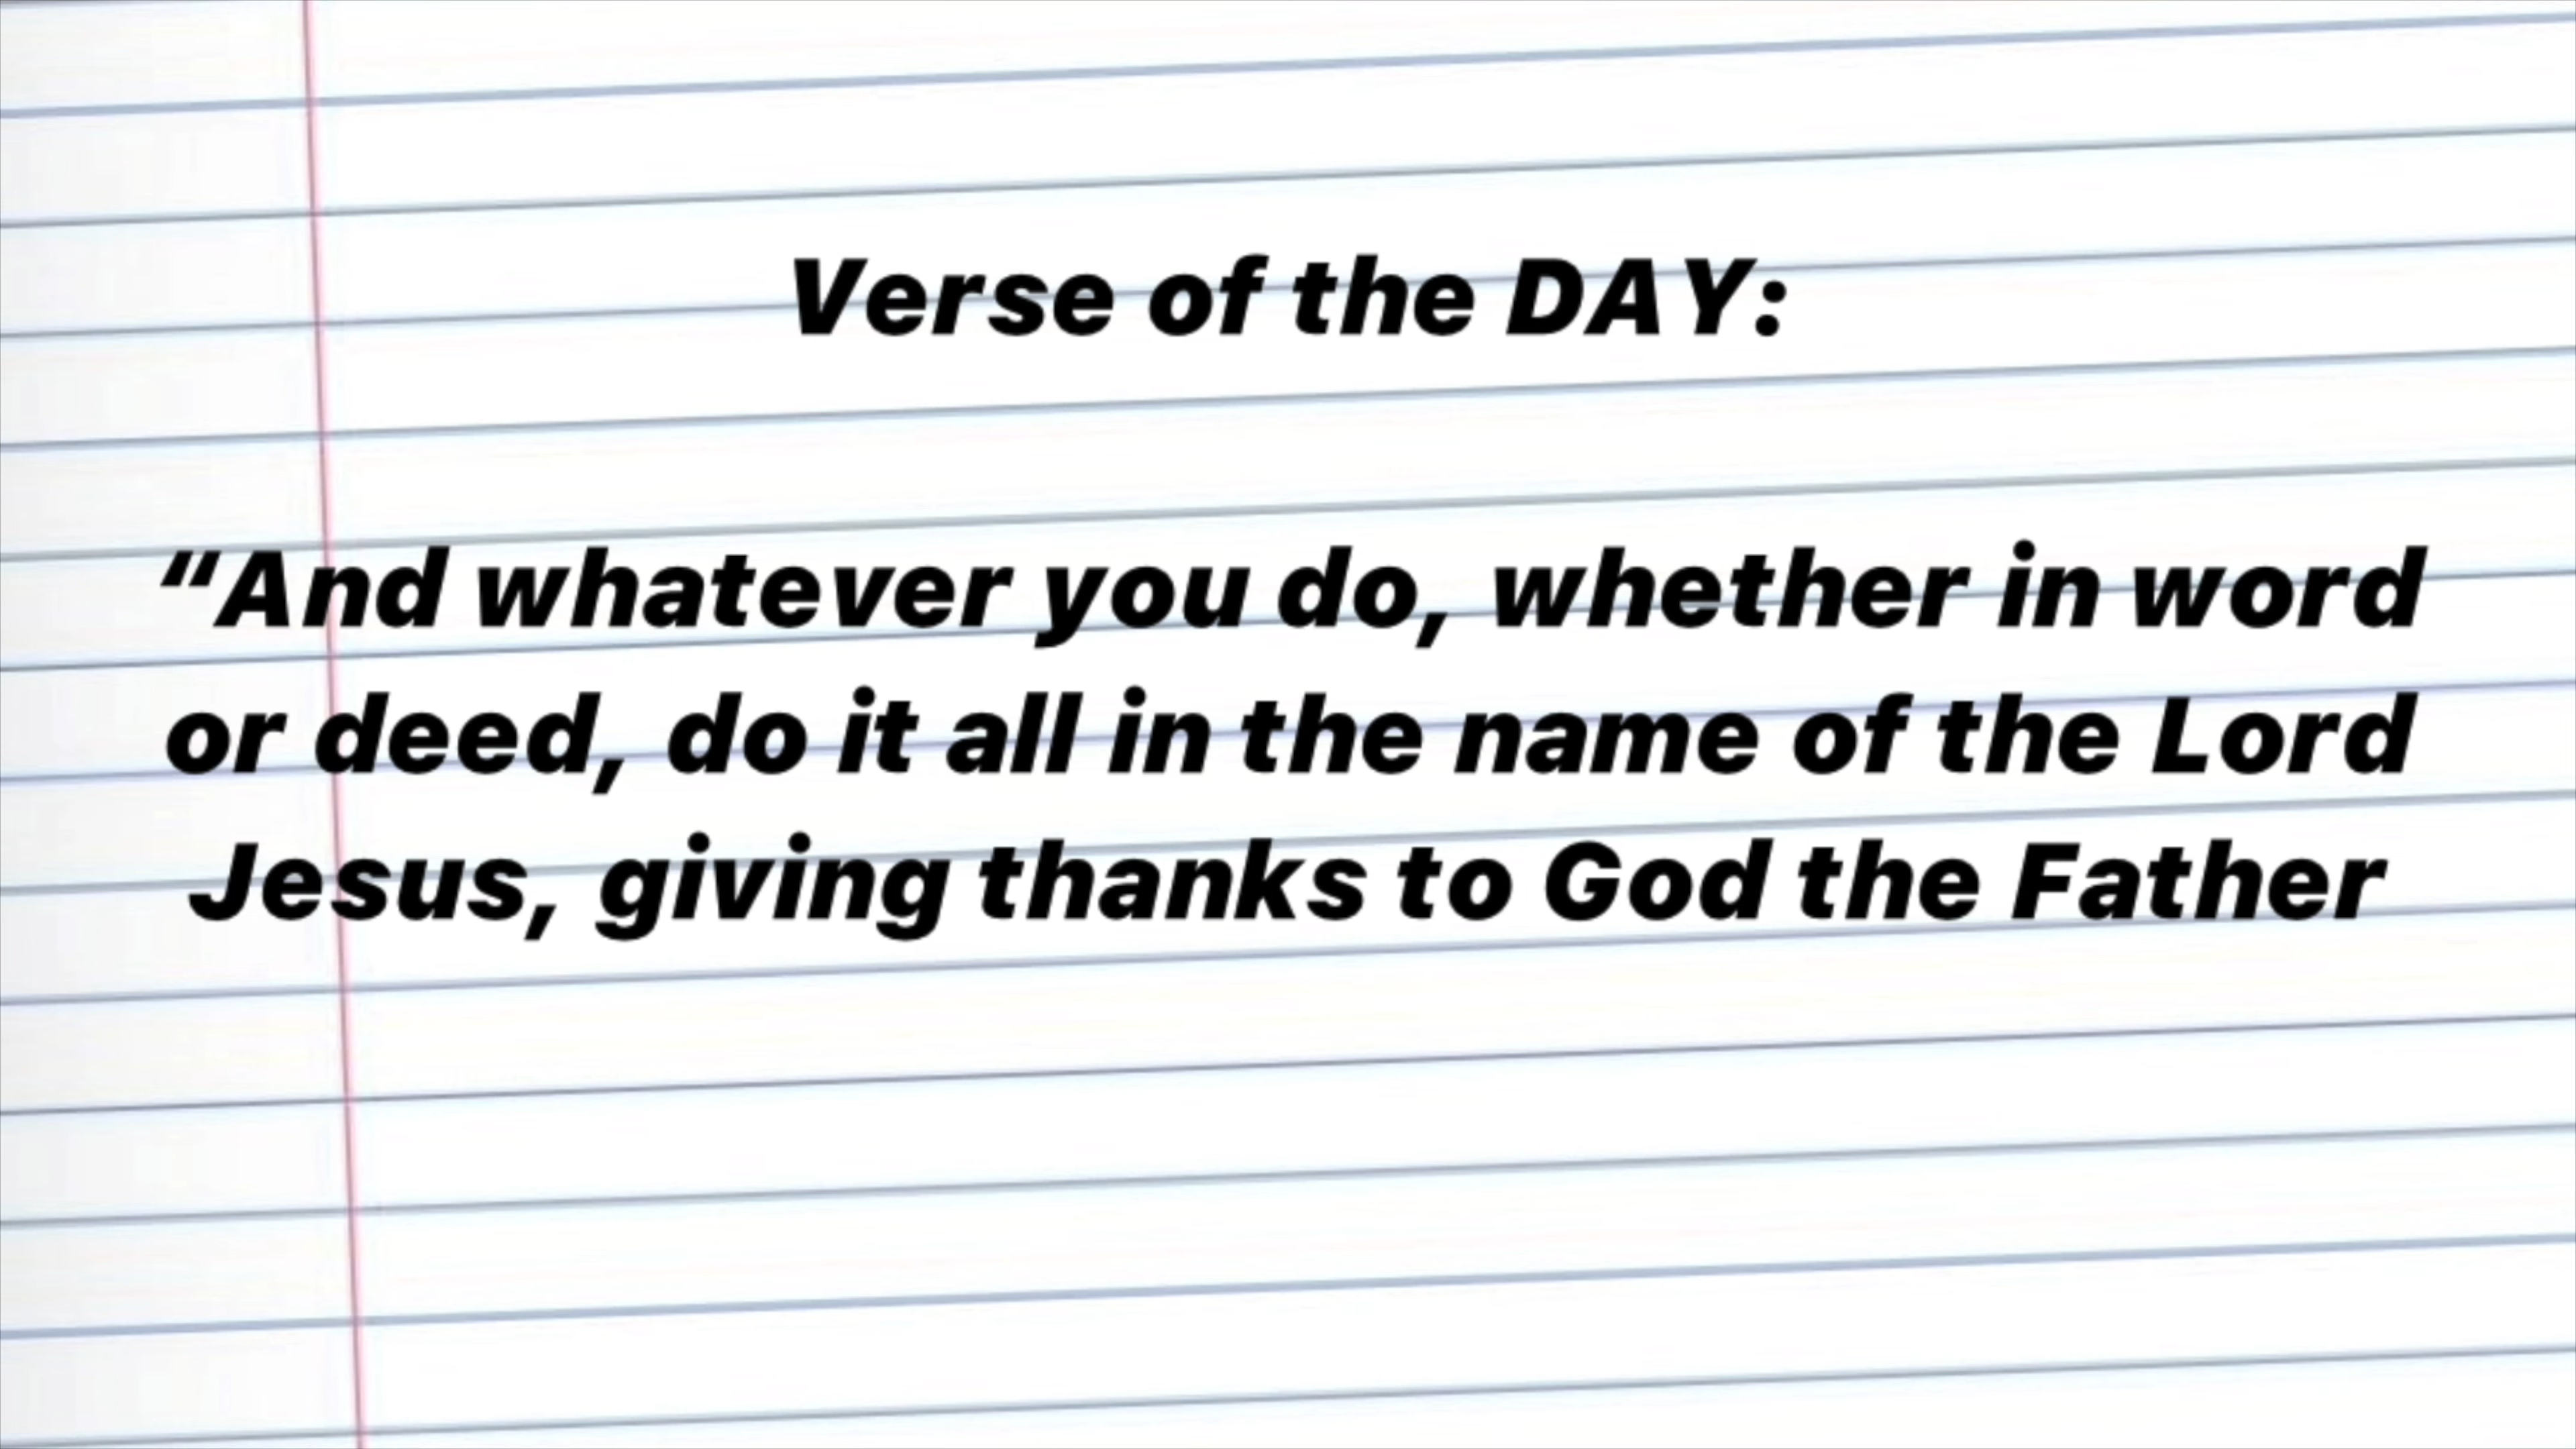 Verse of the DAY:
“And whatever you do, whether in word
or deed, do it all in the name of the Lord
Jesus, giving thanks to God the Father